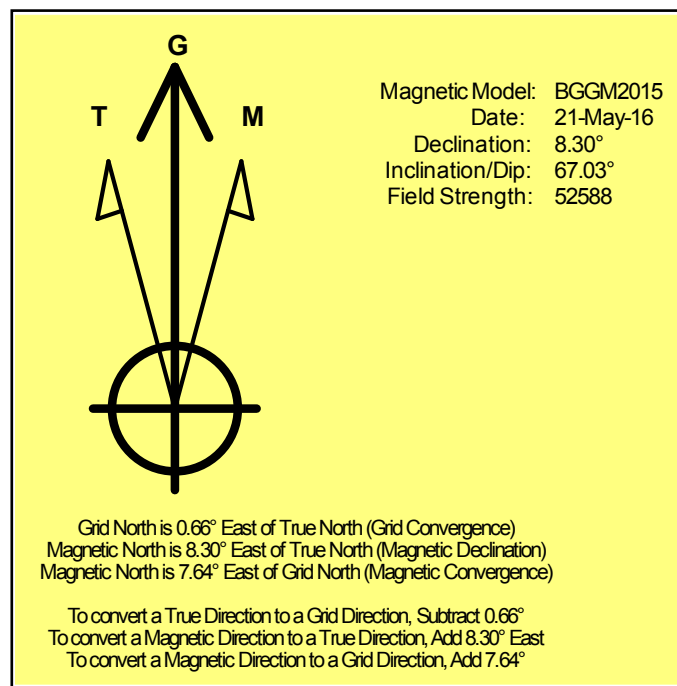 G
T
M
Magnetic Model: BGGM2015
Date: 21-May-16
Declination: 8.30°
Inclination/Dip: 67.03°
Field Strength: 52588
Grid North is 0.66° East of True North (Grid Convergence)
Magnetic North is 8.30° East of True North (Magnetic Declination)
Magnetic North is 7.64° East of Grid North (Magnetic Convergence)
To convert a True Direction to a Grid Direction, Subtract 0.66°
To convert a Magnetic Direction to a True Direction, Add 8.30° East
To convert a Magnetic Direction to a Grid Direction, Add 7.64°